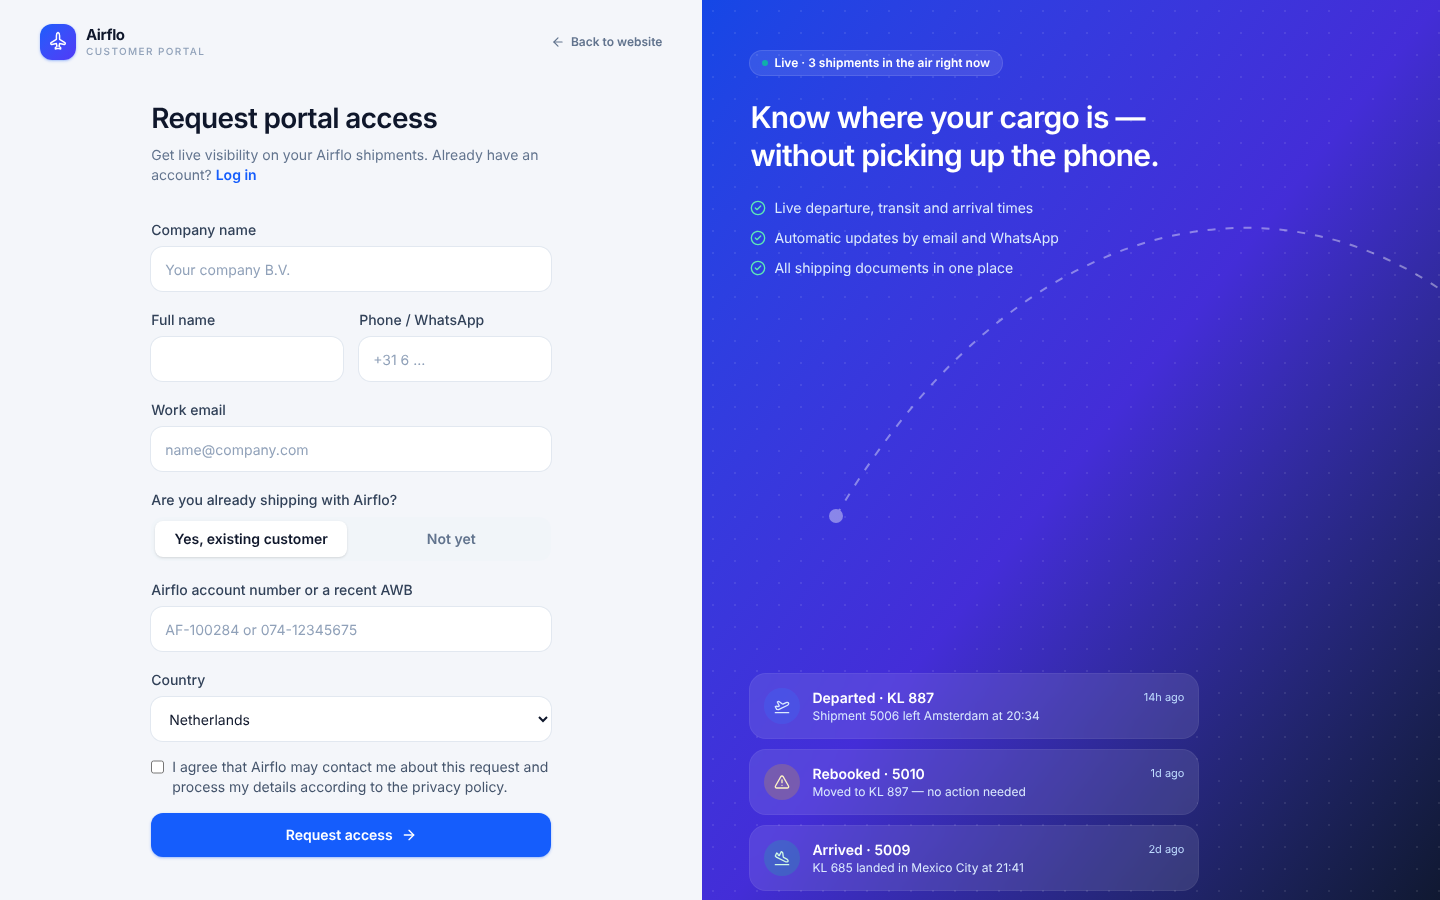 Airflo
CUSTOMER PORTAL
Back to website
Request portal access
Get live visibility on your Airflo shipments. Already have an
account? Log in
Company name
Your company B.V.
Full name
Phone / WhatsApp
+31 6 ...
Work email
name@company.com
Are you already shipping with Airflo?
Yes, existing customer
Not yet
Airflo account number or a recent AWB
AF-100284 or 074-12345675
Country
Netherlands
I agree that Airflo may contact me about this request and
process my details according to the privacy policy.
Request access
Live · 3 shipments in the air right now
Know where your cargo is —
without picking up the phone.
Live departure, transit and arrival times
Automatic updates by email and WhatsApp
All shipping documents in one place
Departed · KL 887
14h ago
Shipment 5006 left Amsterdam at 20:34
Rebooked · 5010
1d ago
Moved to KL 897 — no action needed
Arrived · 5009
2d ago
KL 685 landed in Mexico City at 21:41